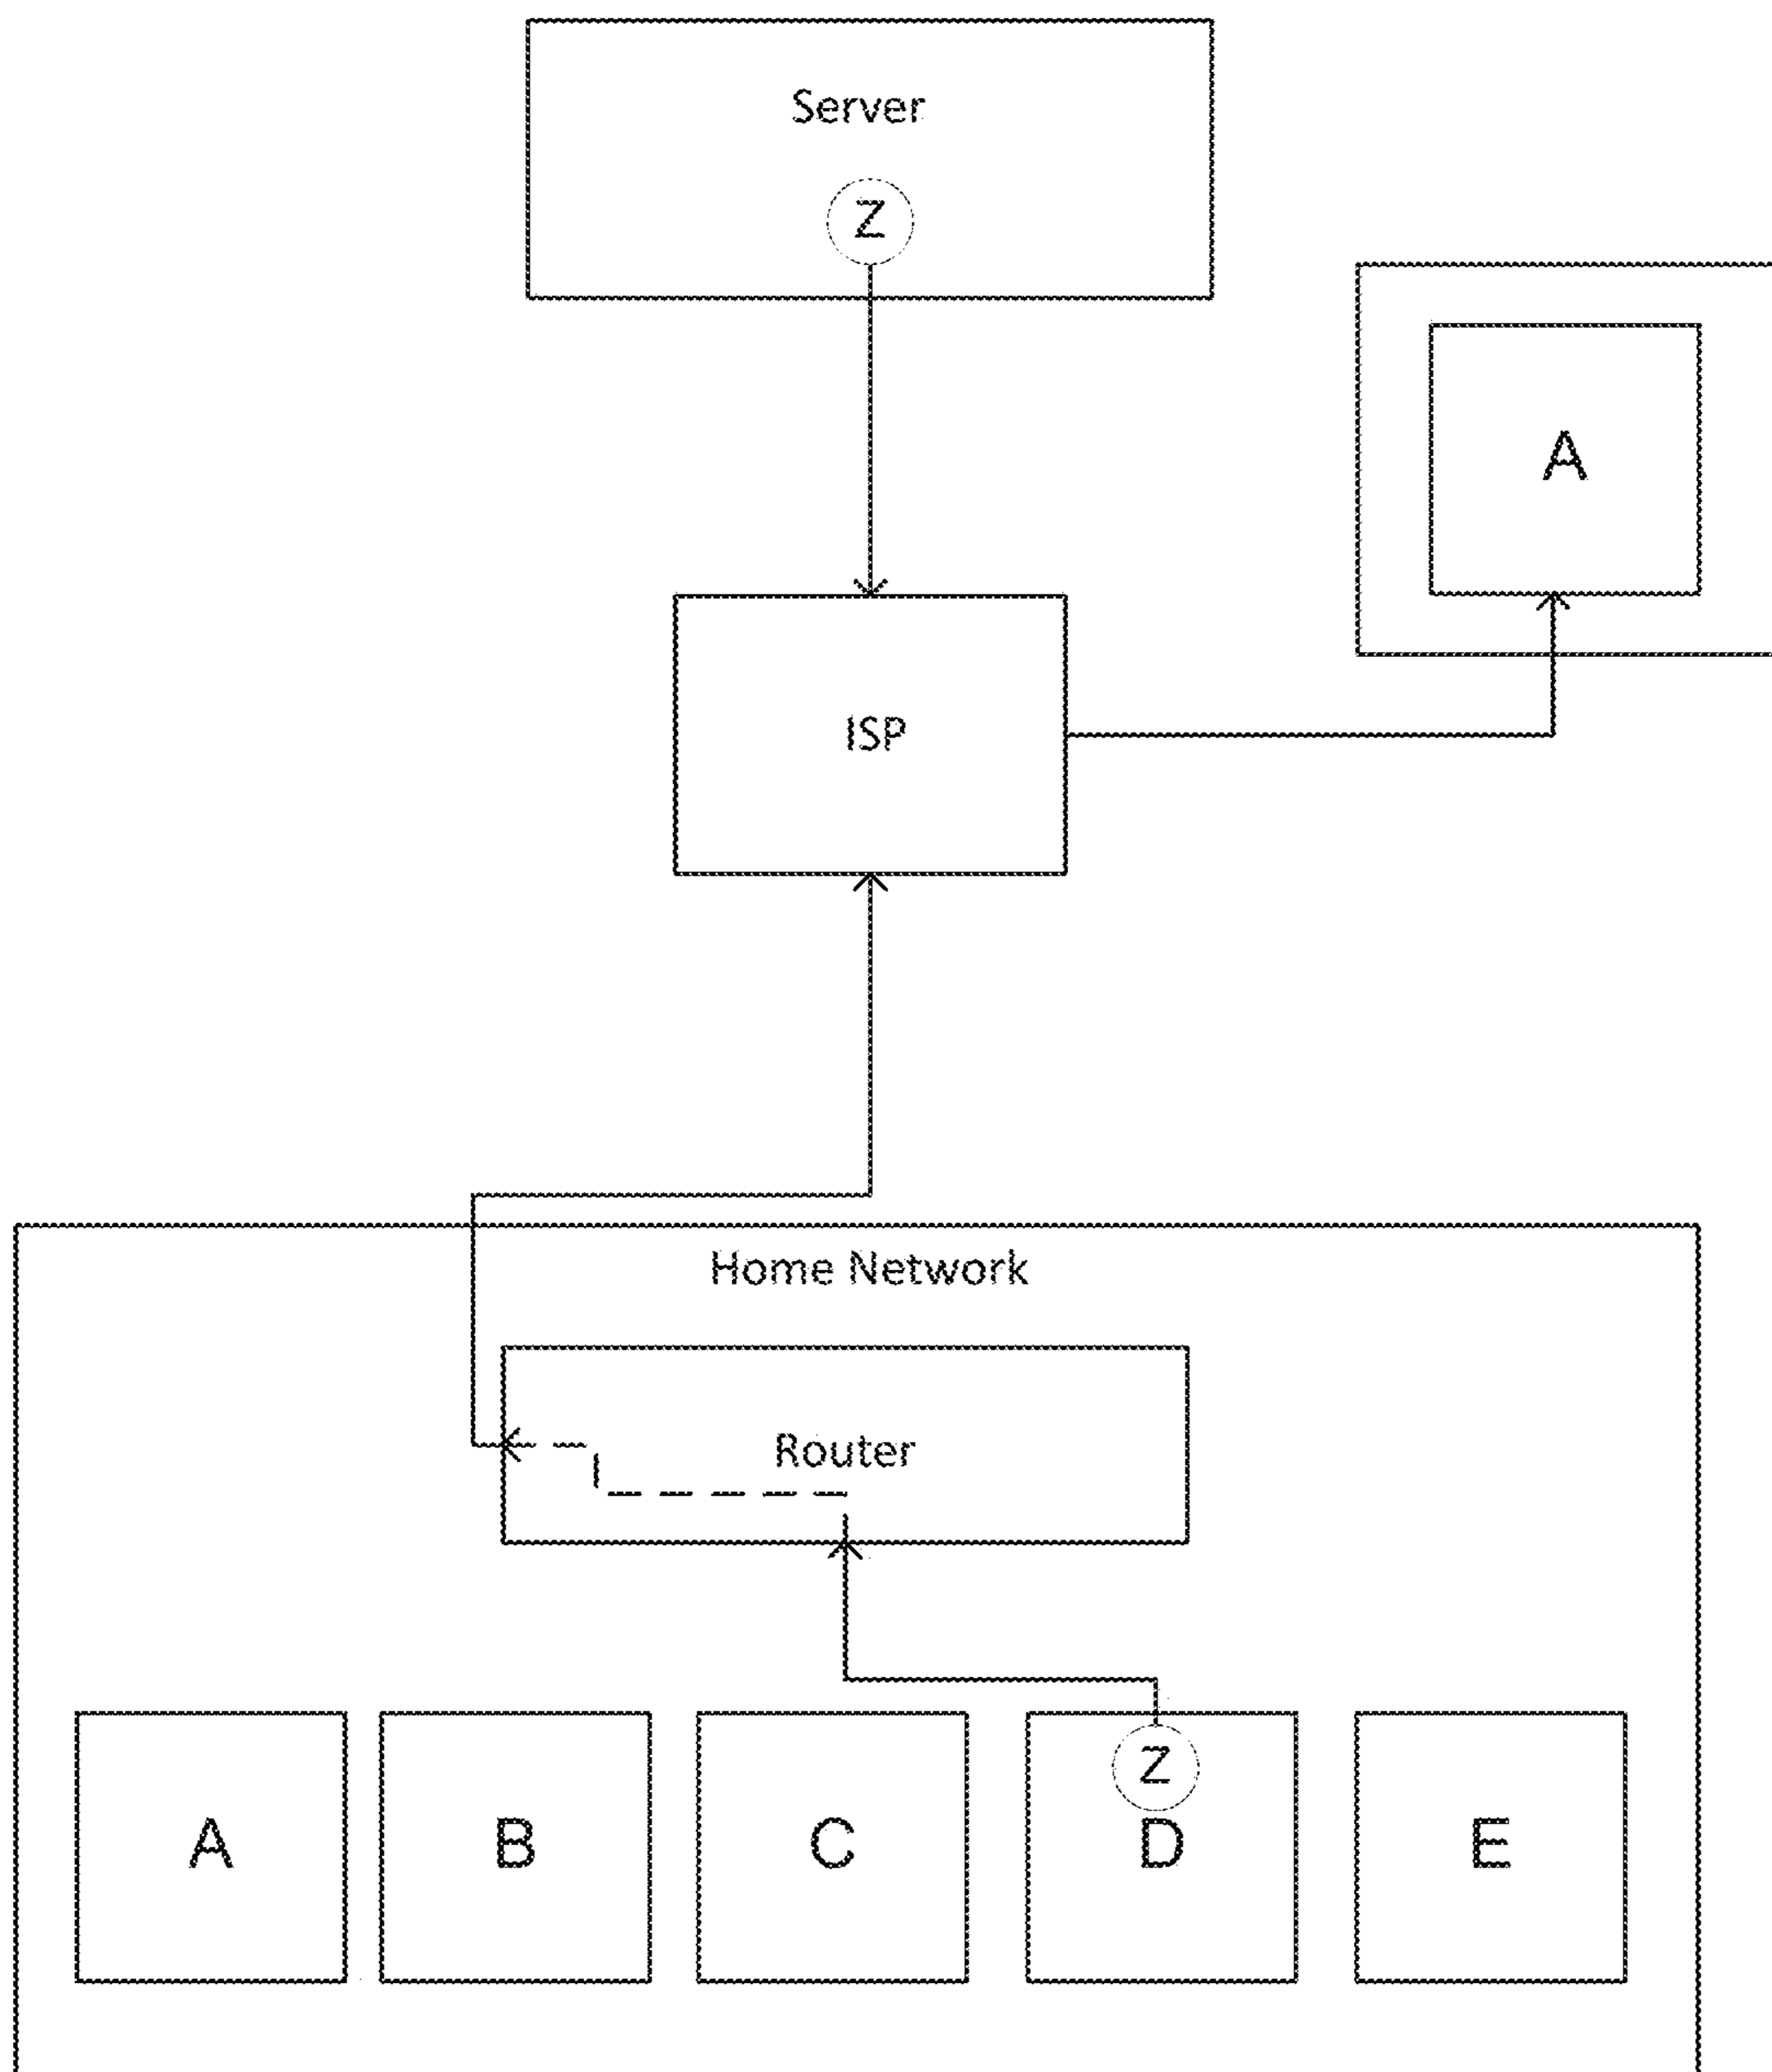 Server
Z
A
ISP
Home Network
Router
Z
A B C D E